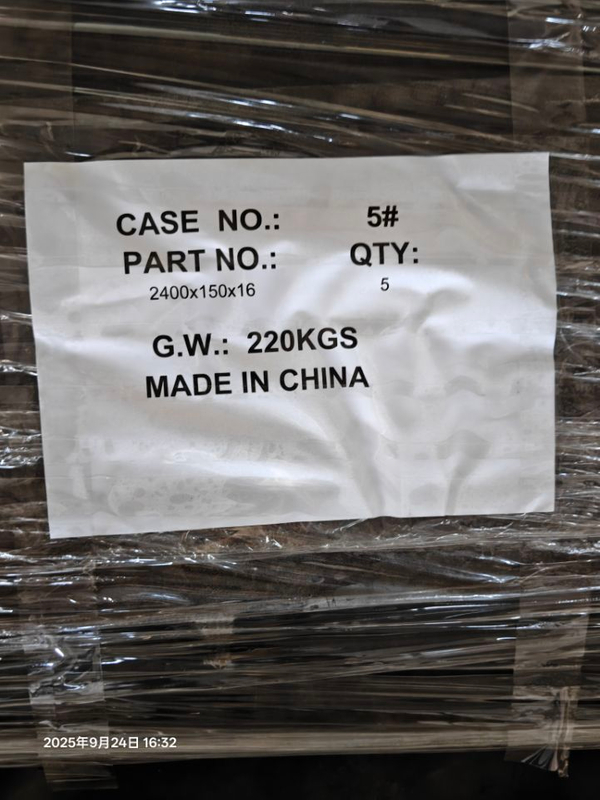 CASE NO.: 5#
PART NO.: QTY:
2400x150x16 5
G.W.: 220KGS
MADE IN CHINA
2025年9月24日 16:32